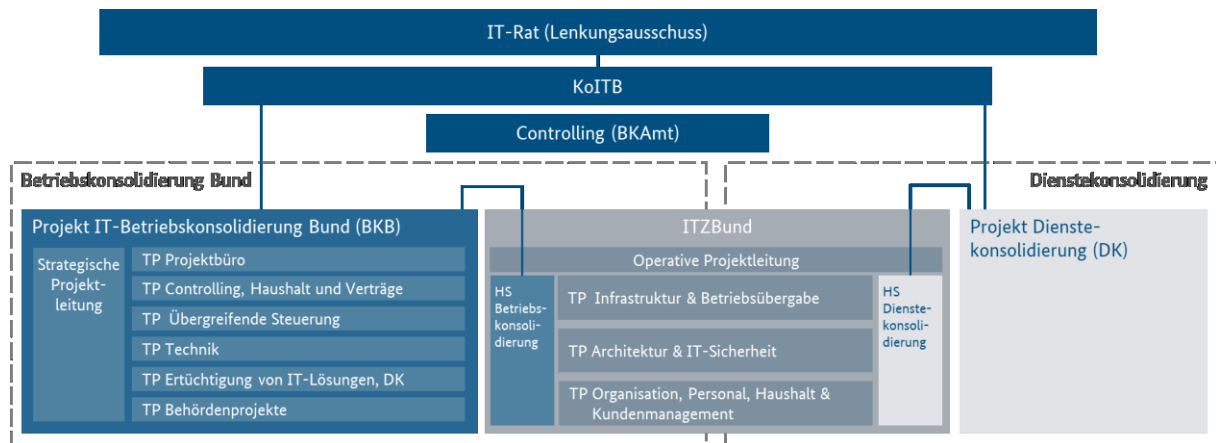 IT-Rat (Lenkungsausschuss)
KoITB
Controlling (BKAmt)
Betriebskonsolidierung Bund
Dienstekonsolidierung
Projekt IT-Betriebskonsolidierung Bund (BKB)
Strategische
Projekt-
leitung
TP Projektbüro
TP Controlling, Haushalt und Verträge
TP Übergreifende Steuerung
TP Technik
TP Ertüchtigung von IT-Lösungen, DK
TP Behördenprojekte
ITZBund
Operative Projektleitung
HS
Betriebs-
konsoli-
dierung
TP Infrastruktur & Betriebsübergabe
TP Architektur & IT-Sicherheit
TP Organisation, Personal, Haushalt &
Kundenmanagement
HS
Dienste-
konsoli-
dierung
Projekt Dienste-
konsolidierung (DK)